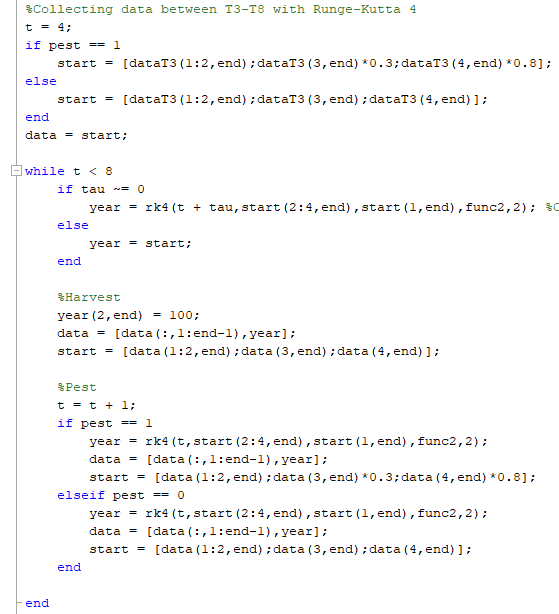 %Collecting data between T3-T8 with Runge-Kutta 4
t = 4;
if pest == 1
    start = [dataT3(1:2,end);dataT3(3,end)*0.3;dataT3(4,end)*0.8];
else
    start = [dataT3(1:2,end);dataT3(3,end);dataT3(4,end)];
end
data = start;

while t < 8
    if tau ~= 0
        year = rk4(t + tau,start(2:4,end),start(1,end),func2,2); %
    else
        year = start;
    end

    %Harvest
    year(2,end) = 100;
    data = [data(:,1:end-1),year];
    start = [data(1:2,end);data(3,end);data(4,end)];

    %Pest
    t = t + 1;
    if pest == 1
        year = rk4(t,start(2:4,end),start(1,end),func2,2);
        data = [data(:,1:end-1),year];
        start = [data(1:2,end);data(3,end)*0.3;data(4,end)*0.8];
    elseif pest == 0
        year = rk4(t,start(2:4,end),start(1,end),func2,2);
        data = [data(:,1:end-1),year];
        start = [data(1:2,end);data(3,end);data(4,end)];
    end

end